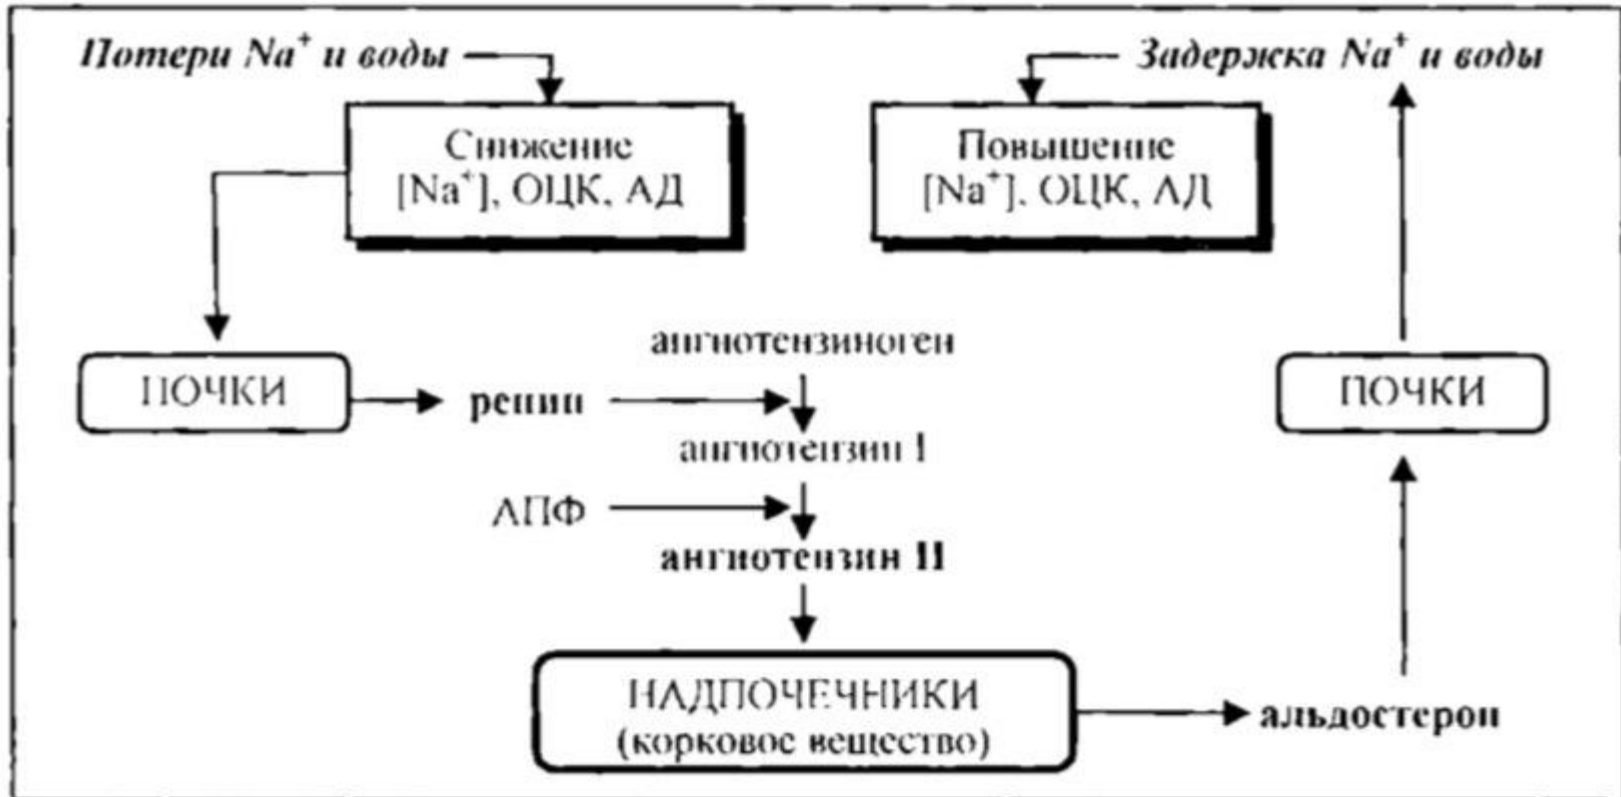 Потери Na⁺ и воды
Задержка Na⁺ и воды
Снижение
[Na⁺], ОЦК, АД
Повышение
[Na⁺], ОЦК, АД
ПОЧКИ
ренин
ангиотензиноген
ангиотензин I
АПФ
ангиотензин II
НАДПОЧЕЧНИКИ
(корковое вещество)
альдостерон
ПОЧКИ